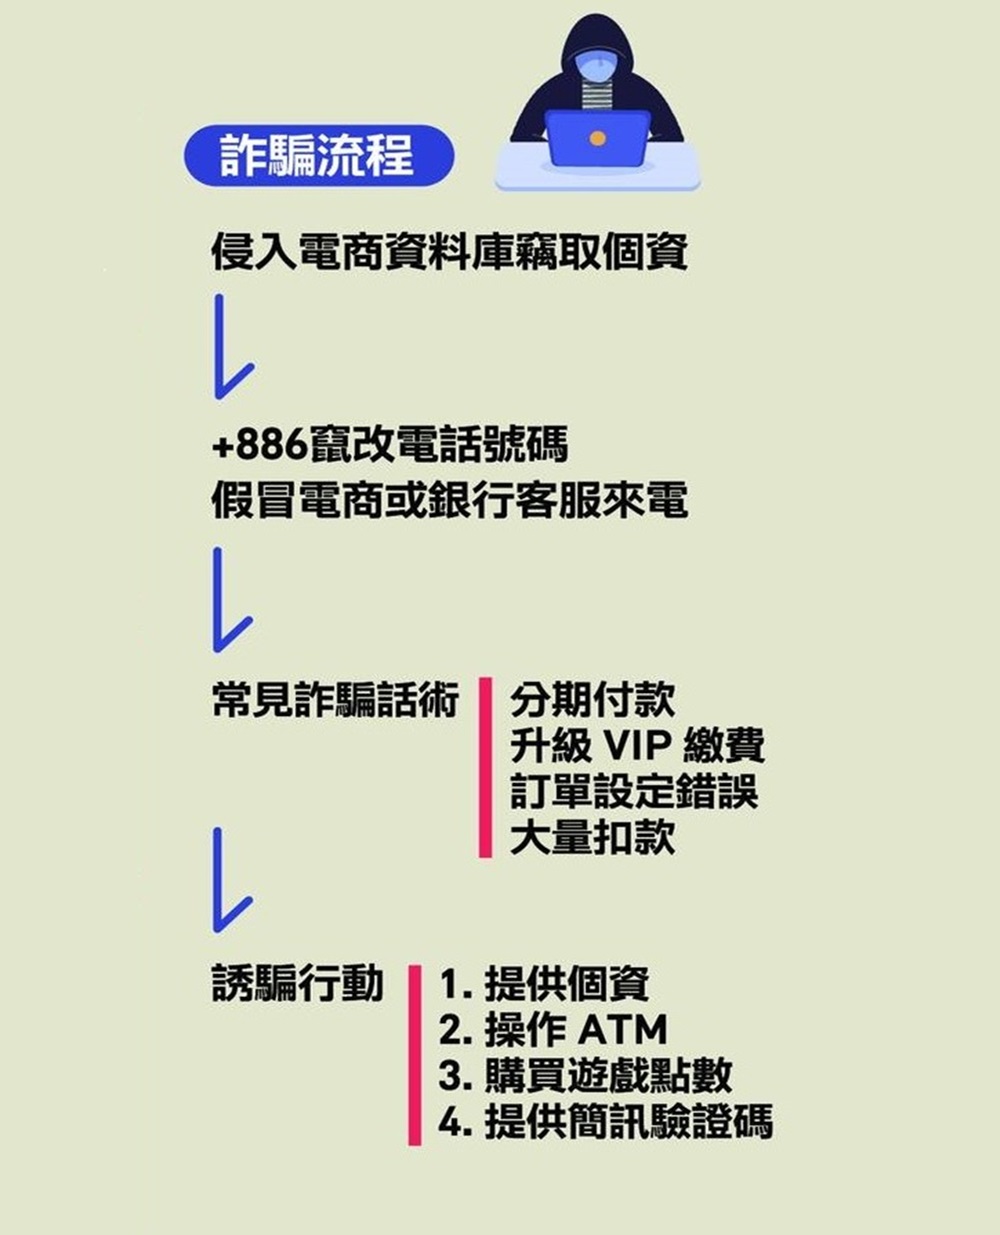 詐騙流程
侵入電商資料庫竊取個資
+886竄改電話號碼
假冒電商或銀行客服來電
常見詐騙話術
分期付款
升級 VIP 繳費
訂單設定錯誤
大量扣款
誘騙行動
1. 提供個資
2. 操作 ATM
3. 購買遊戲點數
4. 提供簡訊驗證碼